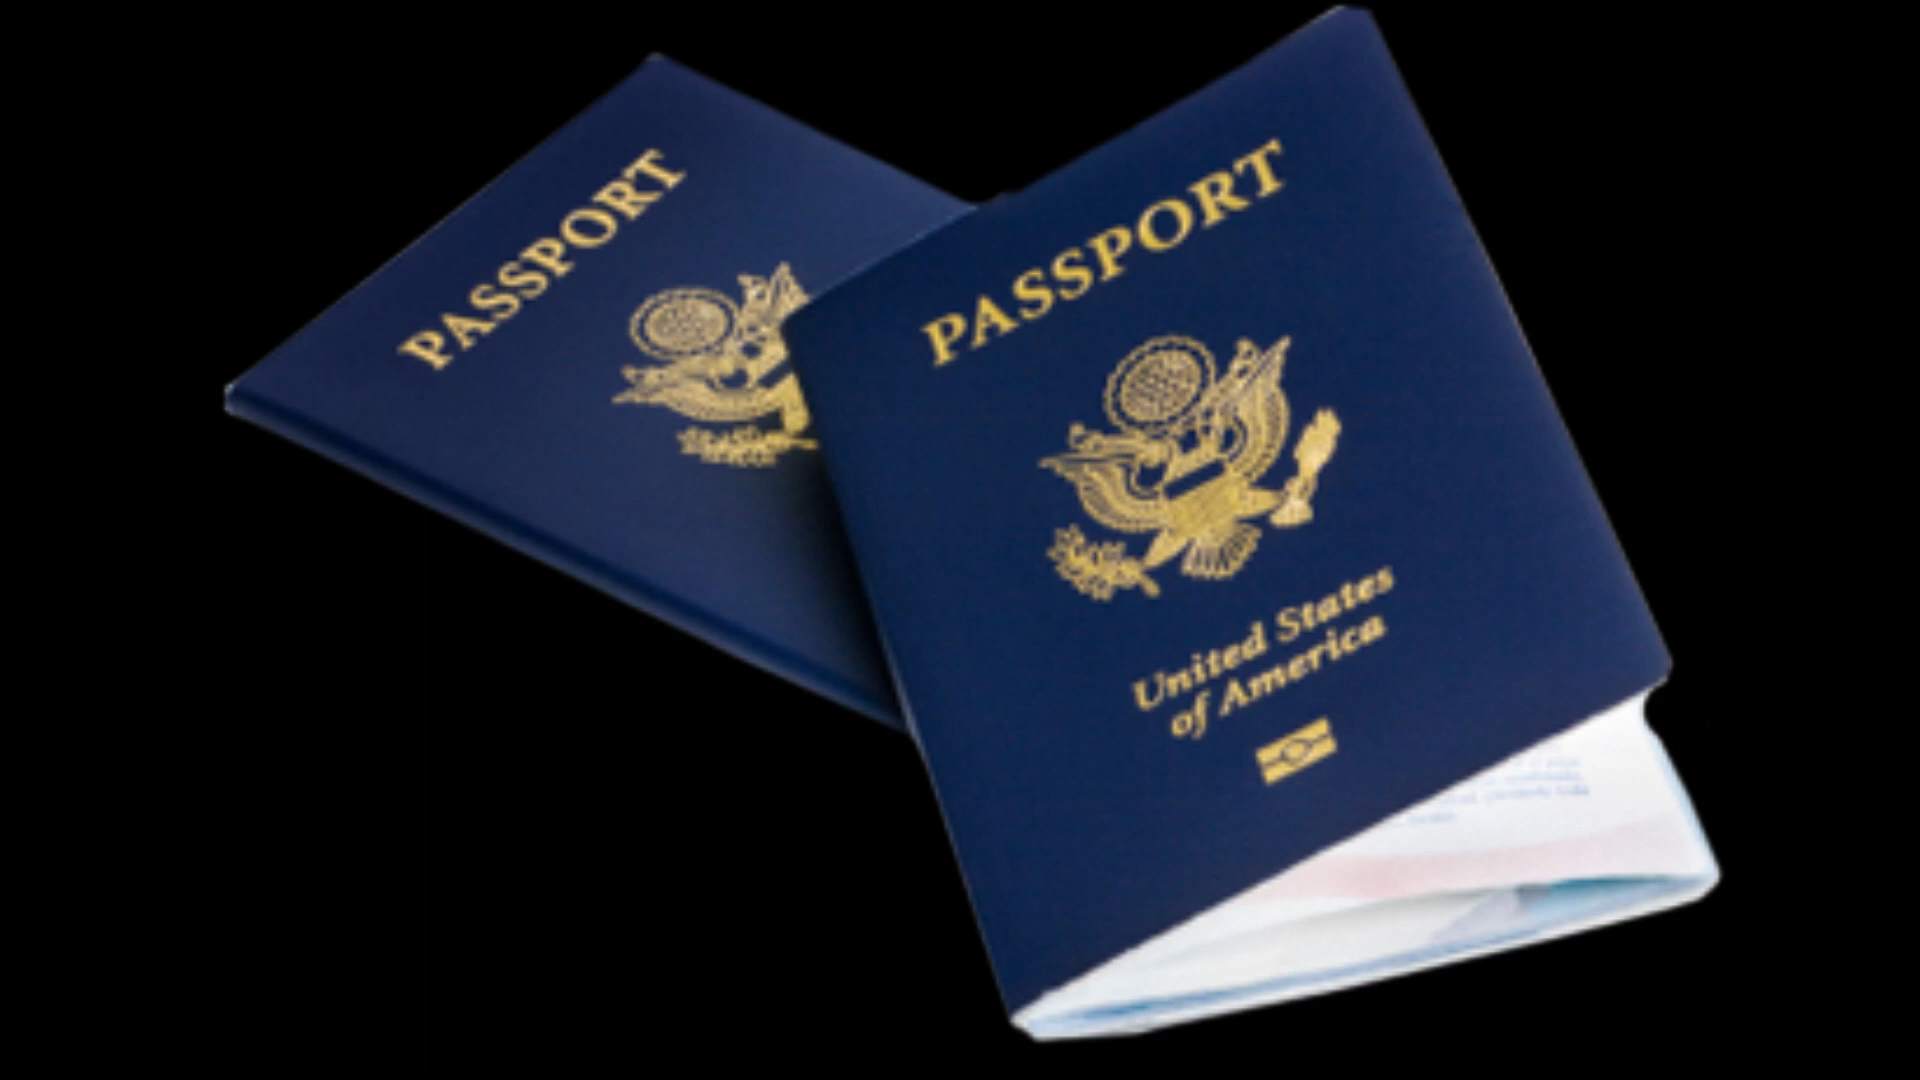 PASSPORT
PASSPORT
United States
of America